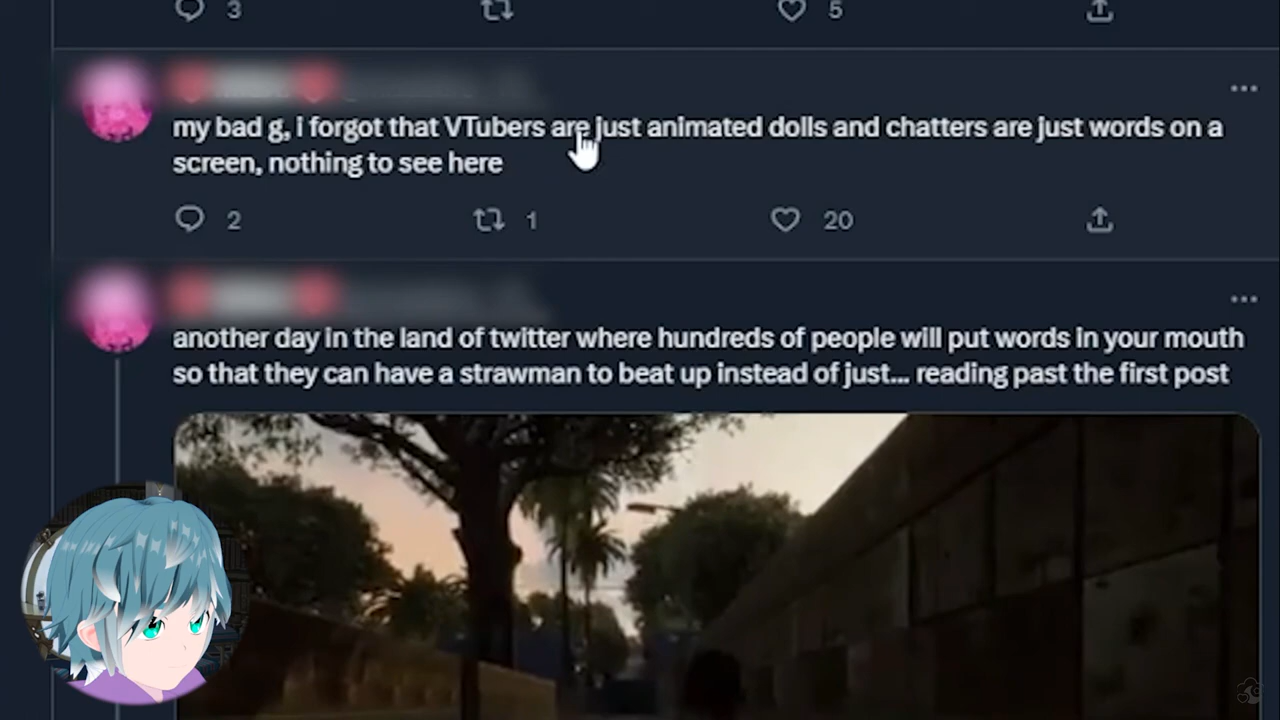 3 5
my bad g, i forgot that VTubers are just animated dolls and chatters are just words on a
screen, nothing to see here
2 1 20
another day in the land of twitter where hundreds of people will put words in your mouth
so that they can have a strawman to beat up instead of just... reading past the first post